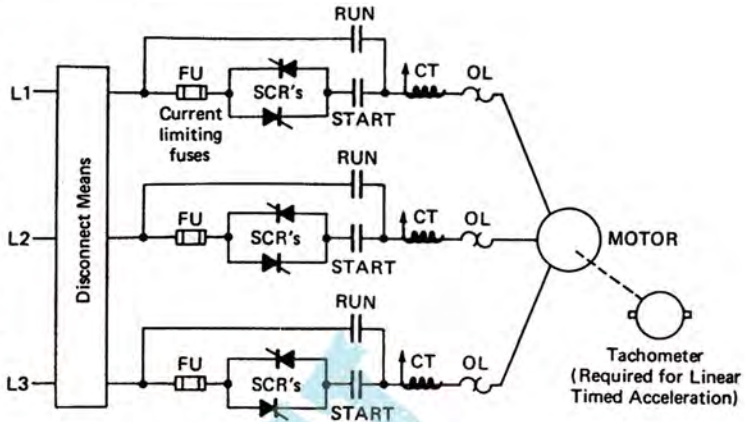 RUN
L1
FU
SCR's
START
CT
OL
Current
limiting
fuses
RUN
Disconnect Means
L2
FU
SCR's
START
CT
OL
MOTOR
RUN
L3
FU
SCR's
START
CT
OL
Tachometer
(Required for Linear
Timed Acceleration)